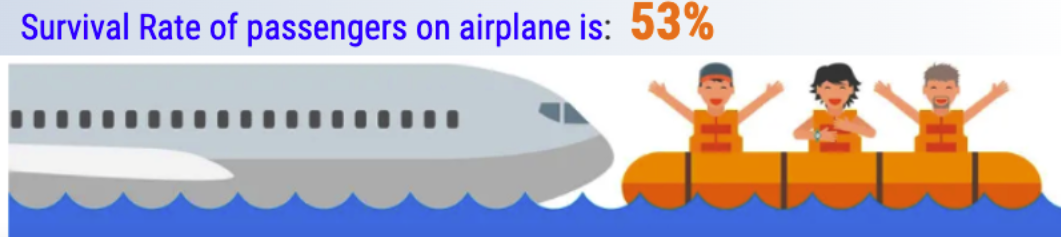 Survival Rate of passengers on airplane is: 53%